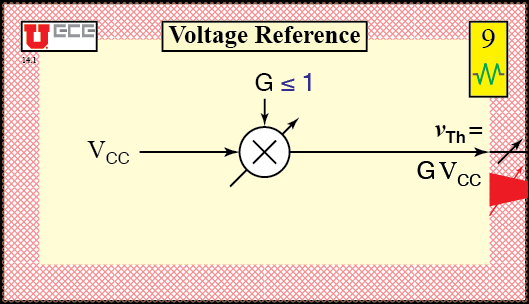 U ECE
Voltage Reference
9
14.1
G ≤ 1
V_CC
v_Th =
G V_CC